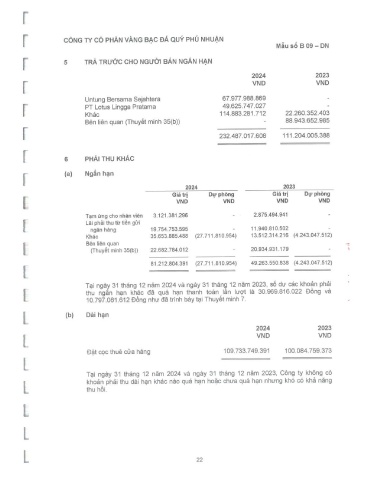 CÔNG TY CỔ PHẦN VÀNG BẠC ĐÁ QUÝ PHÚ NHUẬN
Mẫu số B 09 – DN
5 TRẢ TRƯỚC CHO NGƯỜI BÁN NGẮN HẠN
2024 2023
VND VND
Untung Bersama Sejahtera 67.977.988.869 -
PT Lotus Lingga Pratama 49.625.747.027 -
Khác 114.883.281.712 22.260.352.403
Bên liên quan (Thuyết minh 35(b)) - 88.943.652.985
232.487.017.608 111.204.005.388
6 PHẢI THU KHÁC
(a) Ngắn hạn
2024 2023
Giá trị Dự phòng Giá trị Dự phòng
VND VND VND VND
Tạm ứng cho nhân viên 3.121.381.296 - 2.875.494.941 -
Lãi phải thu từ tiền gửi
ngân hàng 19.754.753.595 - 11.940.910.502 -
Khác 35.653.885.488 (27.711.810.954) 13.512.314.216 (4.243.047.512)
Bên liên quan
(Thuyết minh 35(b)) 22.682.764.012 - 20.934.931.179 -
81.212.804.391 (27.711.810.954) 49.263.650.838 (4.243.047.512)
Tại ngày 31 tháng 12 năm 2024 và ngày 31 tháng 12 năm 2023, số dư các khoản phải
thu ngắn hạn khác đã quá hạn thanh toán lần lượt là 30.969.616.022 Đồng và
10.797.081.612 Đồng như đã trình bày tại Thuyết minh 7.
(b) Dài hạn
2024 2023
VND VND
Đặt cọc thuê cửa hàng 109.733.749.391 100.084.759.373
Tại ngày 31 tháng 12 năm 2024 và ngày 31 tháng 12 năm 2023, Công ty không có
khoản phải thu dài hạn khác nào quá hạn hoặc chưa quá hạn nhưng khó có khả năng
thu hồi.
22